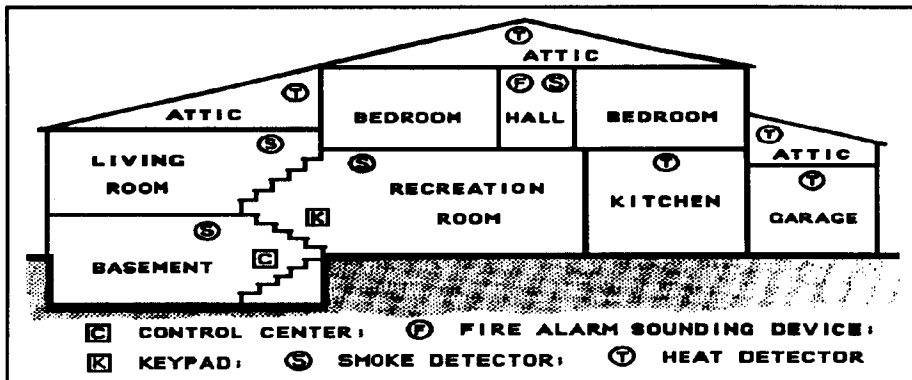 T
ATTIC
T
ATTIC
F S
BEDROOM HALL BEDROOM
S
LIVING
ROOM
S
RECREATION
ROOM
T
KITCHEN
T
ATTIC
T
GARAGE
K
S
BASEMENT
C
C CONTROL CENTER; F FIRE ALARM SOUNDING DEVICE;
K KEYPAD; S SMOKE DETECTOR; T HEAT DETECTOR